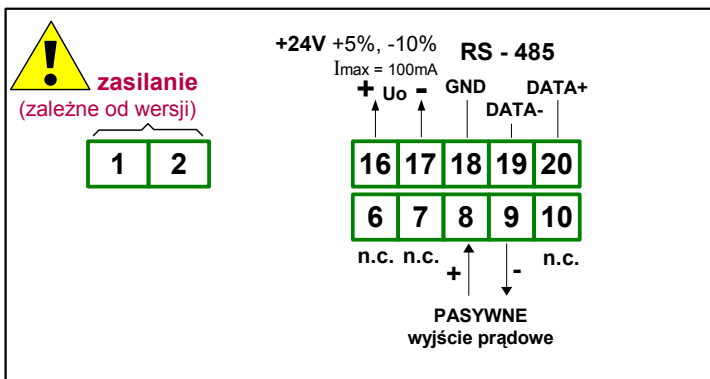 !
zasilanie
(zależne od wersji)
1 2
+24V +5%, -10%
Imax = 100mA
+ Uo -
RS - 485
GND DATA+
DATA-
16 17 18 19 20
6 7 8 9 10
n.c. n.c. + - n.c.
PASYWNE
wyjście prądowe